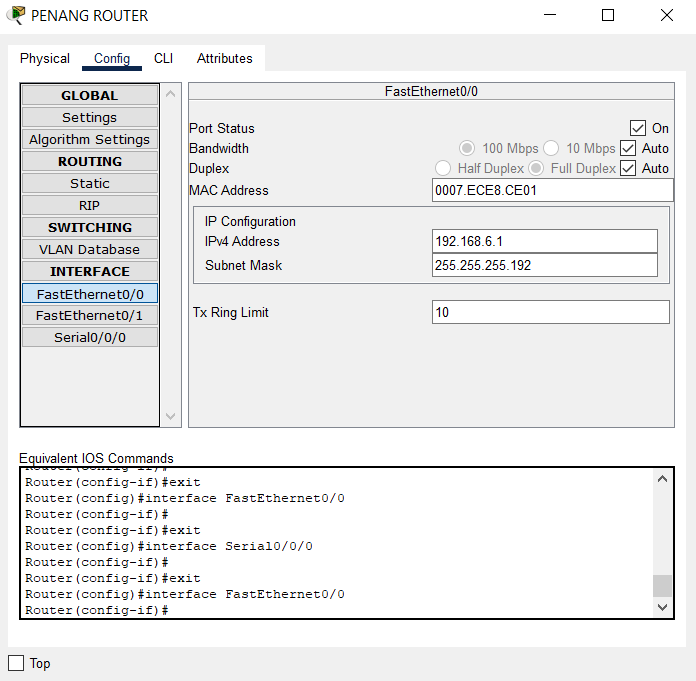 PENANG ROUTER
Physical Config CLI Attributes
GLOBAL
Settings
Algorithm Settings
ROUTING
Static
RIP
SWITCHING
VLAN Database
INTERFACE
FastEthernet0/0
FastEthernet0/1
Serial0/0/0
FastEthernet0/0
Port Status On
Bandwidth 100 Mbps 10 Mbps Auto
Duplex Half Duplex Full Duplex Auto
MAC Address 0007.ECE8.CE01
IP Configuration
IPv4 Address 192.168.6.1
Subnet Mask 255.255.255.192
Tx Ring Limit 10
Equivalent IOS Commands
Router(config-if)#
Router(config-if)#exit
Router(config)#interface FastEthernet0/0
Router(config-if)#
Router(config-if)#exit
Router(config)#interface Serial0/0/0
Router(config-if)#
Router(config-if)#exit
Router(config)#interface FastEthernet0/0
Router(config-if)#
Top